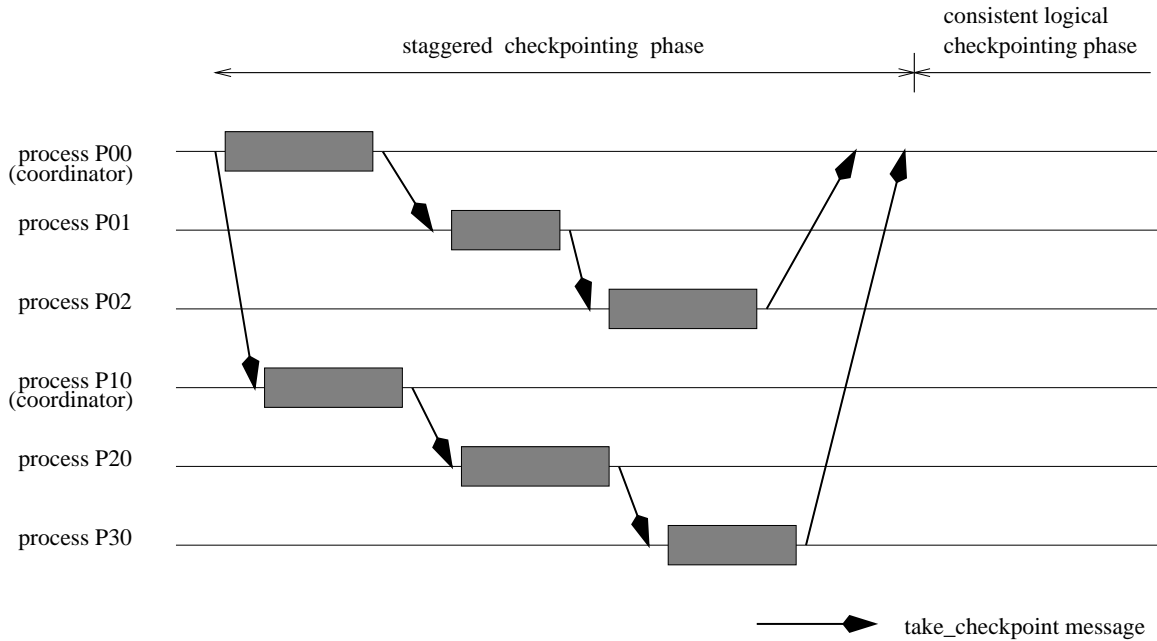 consistent logical
checkpointing phase
staggered checkpointing phase
process P00
(coordinator)
process P01
process P02
process P10
(coordinator)
process P20
process P30
take_checkpoint message